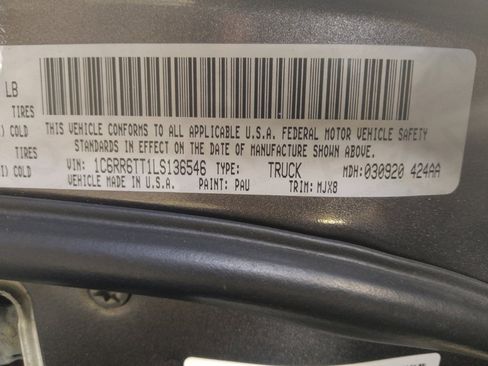 LB
TIRES
COLD
TIRES
COLD
THIS VEHICLE CONFORMS TO ALL APPLICABLE U.S.A. FEDERAL MOTOR VEHICLE SAFETY
STANDARDS IN EFFECT ON THE DATE OF MANUFACTURE SHOWN ABOVE.
VIN: 1C6RR6TT1LS136546 TYPE: TRUCK MDH: 030920 424AA
VEHICLE MADE IN U.S.A. PAINT: PAU TRIM: MJX8